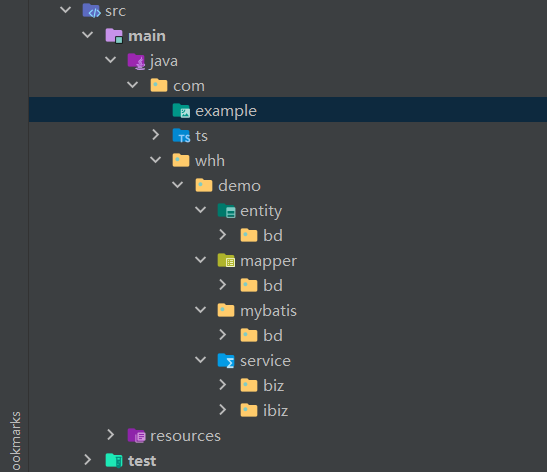 src
main
java
com
example
TS ts
whh
demo
entity
bd
mapper
bd
mybatis
bd
service
biz
ibiz
resources
test
ookmarks